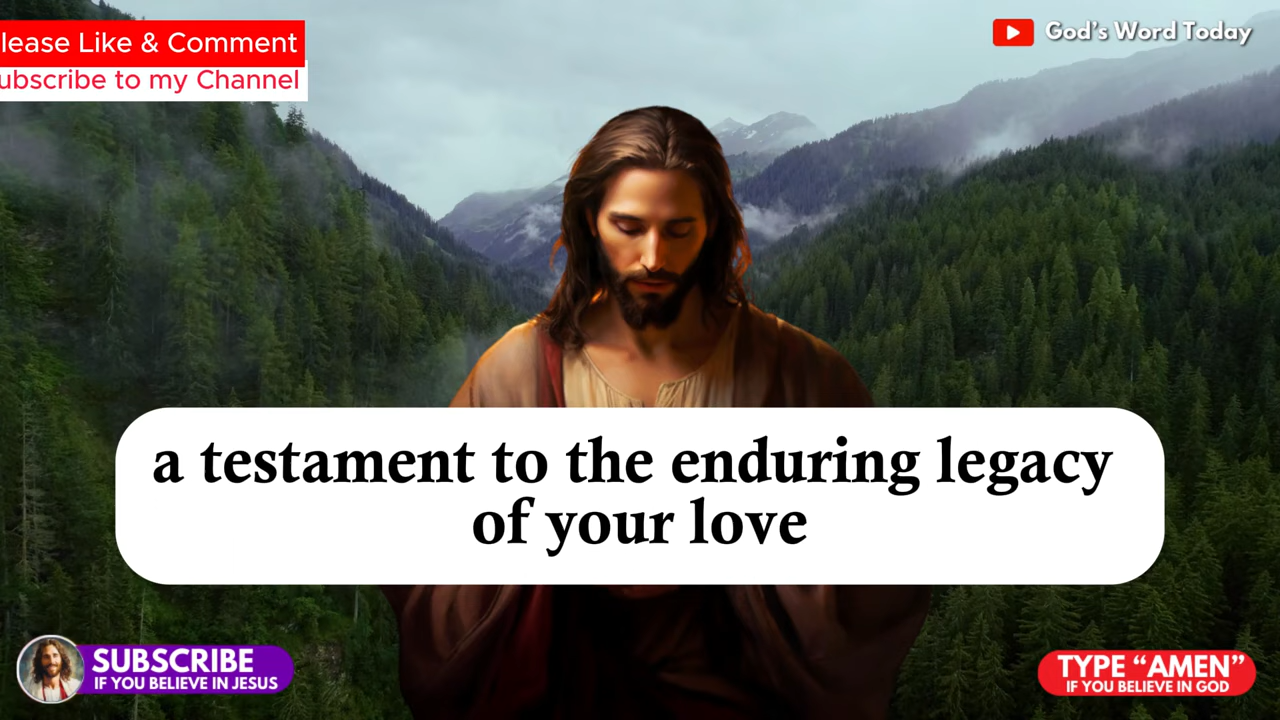 lease Like & Comment
ubscribe to my Channel
God's Word Today
a testament to the enduring legacy
of your love
SUBSCRIBE
IF YOU BELIEVE IN JESUS
TYPE “AMEN”
IF YOU BELIEVE IN GOD